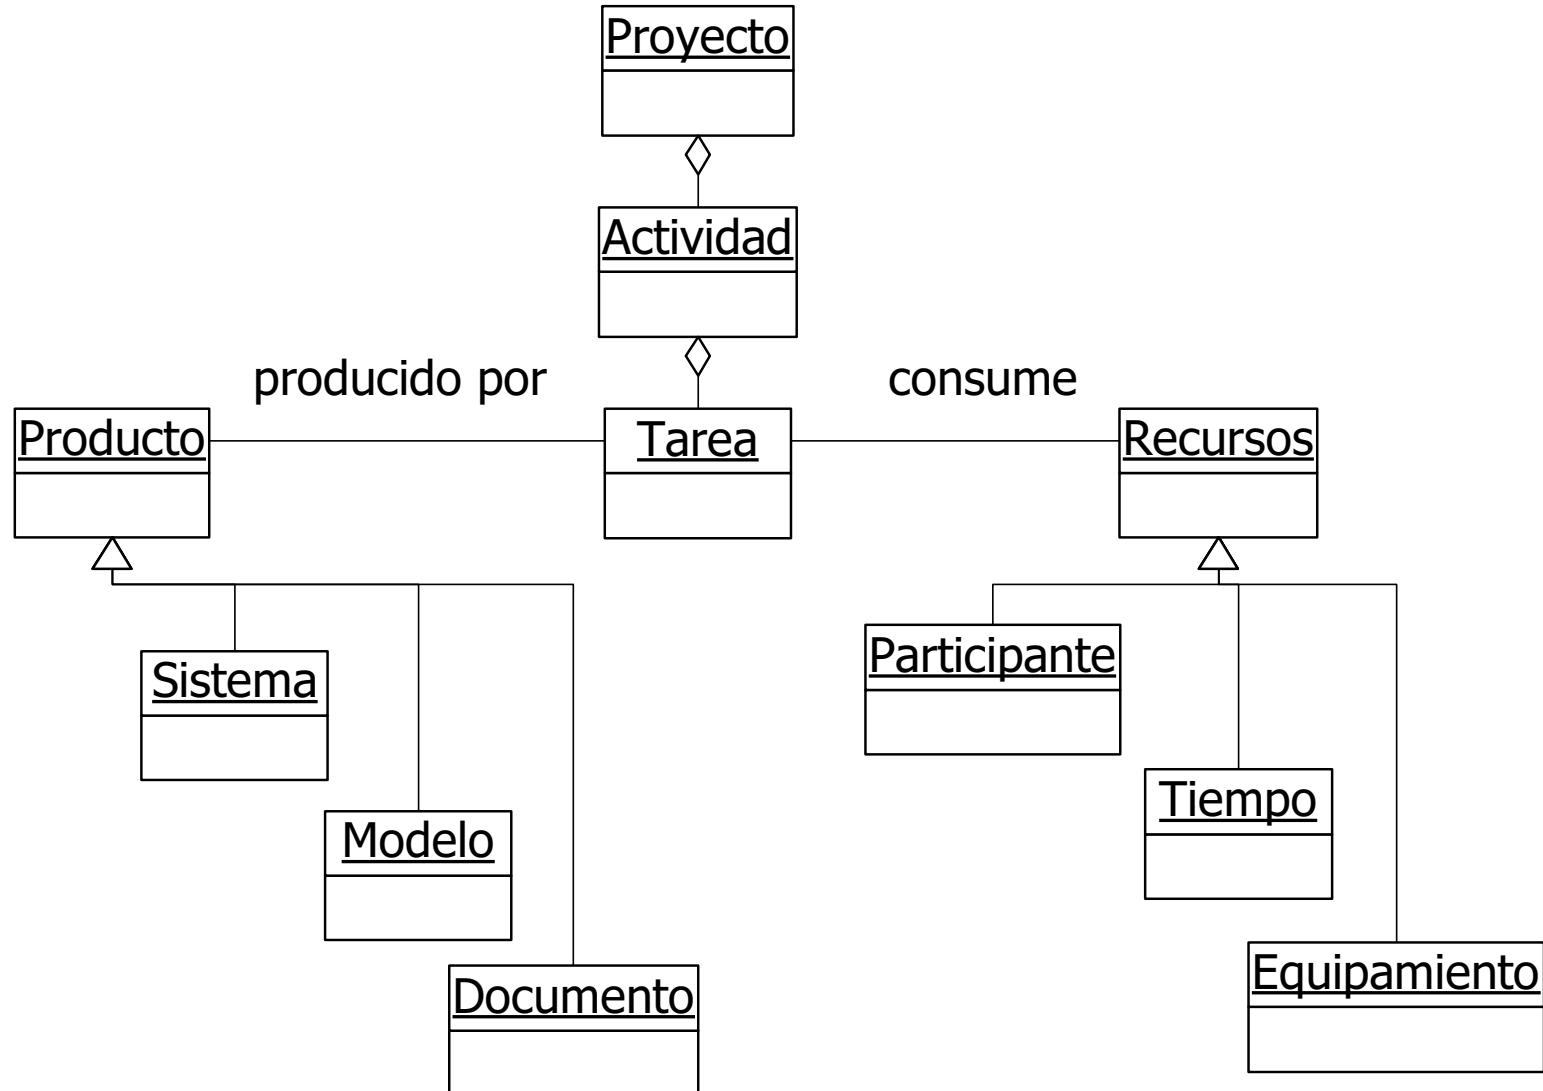 Proyecto
Actividad
producido por
consume
Producto
Tarea
Recursos
Sistema
Participante
Modelo
Tiempo
Documento
Equipamiento